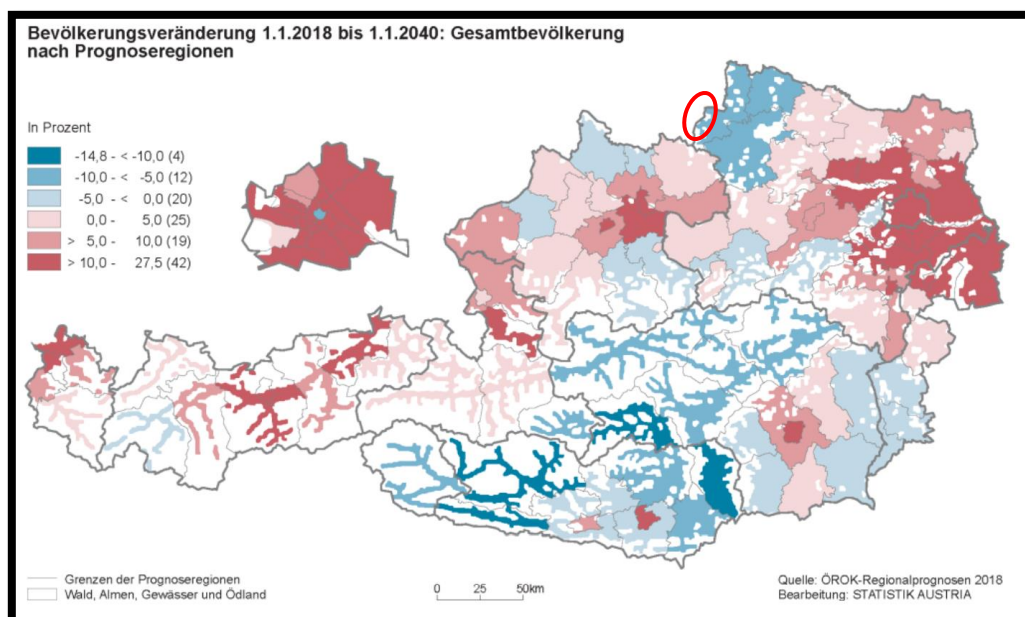 Bevölkerungsveränderung 1.1.2018 bis 1.1.2040: Gesamtbevölkerung
nach Prognoseregionen
In Prozent
-14,8 - < -10,0 (4)
-10,0 - < -5,0 (12)
-5,0 - < 0,0 (20)
0,0 - 5,0 (25)
> 5,0 - 10,0 (19)
> 10,0 - 27,5 (42)
Grenzen der Prognoseregionen
Wald, Almen, Gewässer und Ödland
0 25 50km
Quelle: ÖROK-Regionalprognosen 2018
Bearbeitung: STATISTIK AUSTRIA